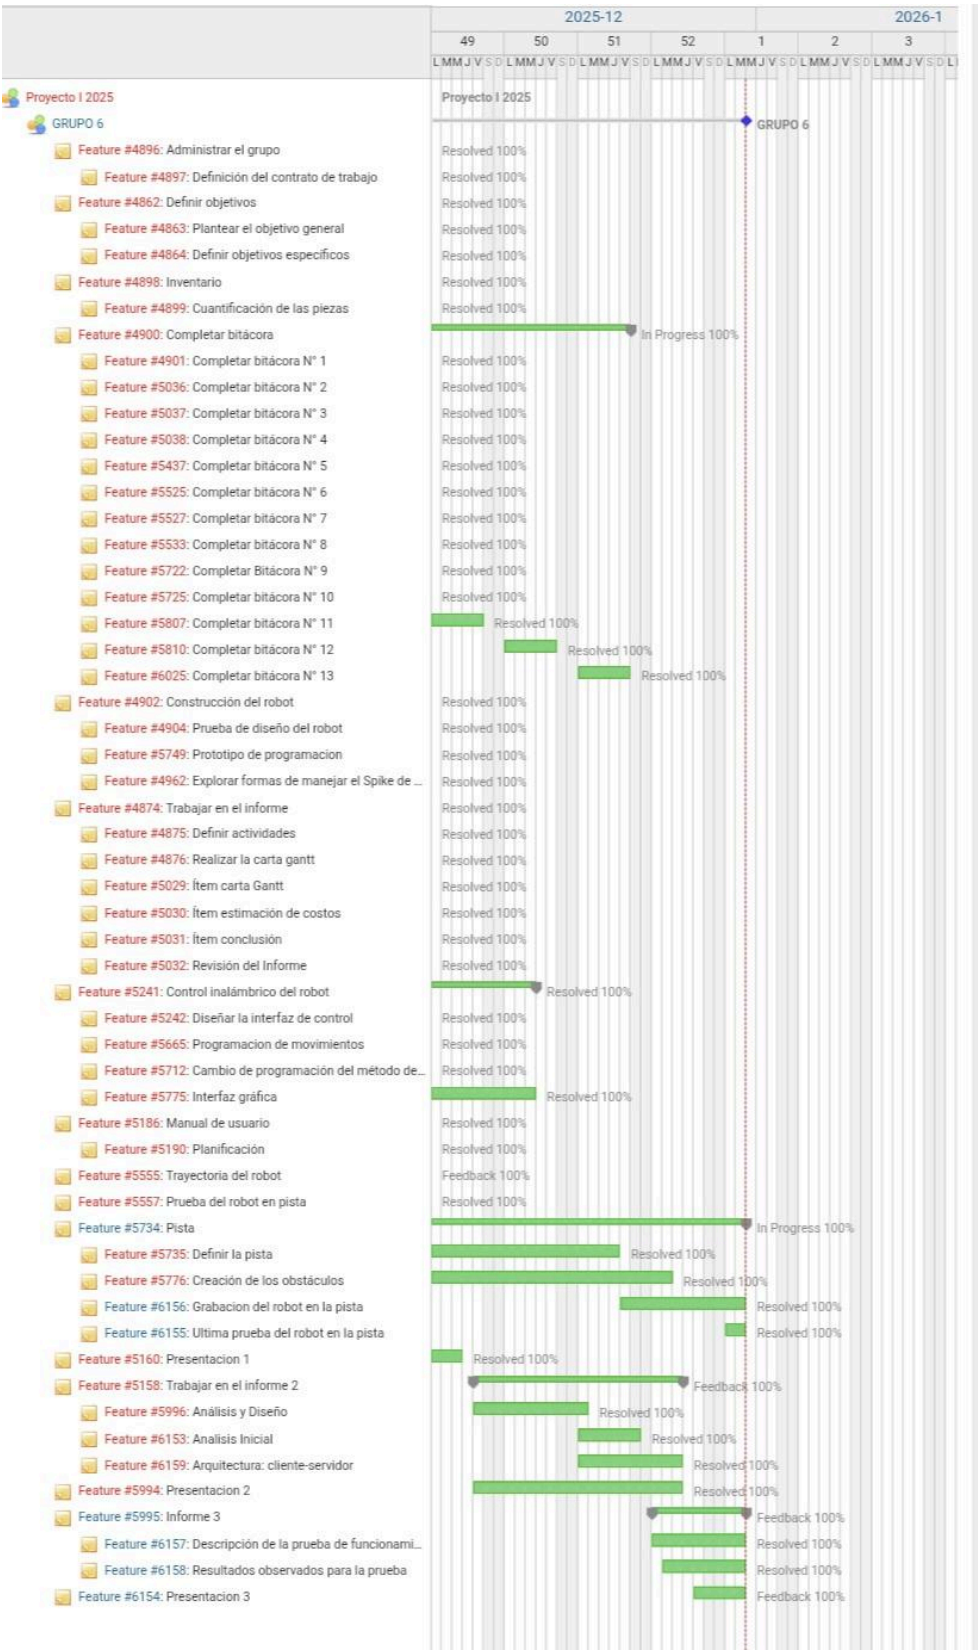 2025-12 2026-1
49 50 51 52 1 2 3
L M M J V S D L M M J V S D L M M J V S D L M M J V S D L M M J V S D L M M J V S D L M M J V S D L
Proyecto I 2025 Proyecto I 2025
GRUPO 6 GRUPO 6
Feature #4896: Administrar el grupo Resolved 100%
Feature #4897: Definición del contrato de trabajo Resolved 100%
Feature #4862: Definir objetivos Resolved 100%
Feature #4863: Plantear el objetivo general Resolved 100%
Feature #4864: Definir objetivos específicos Resolved 100%
Feature #4898: Inventario Resolved 100%
Feature #4899: Cuantificación de las piezas Resolved 100%
Feature #4900: Completar bitácora In Progress 100%
Feature #4901: Completar bitácora N° 1 Resolved 100%
Feature #5036: Completar bitácora N° 2 Resolved 100%
Feature #5037: Completar bitácora N° 3 Resolved 100%
Feature #5038: Completar bitácora N° 4 Resolved 100%
Feature #5437: Completar bitácora N° 5 Resolved 100%
Feature #5525: Completar bitácora N° 6 Resolved 100%
Feature #5527: Completar bitácora N° 7 Resolved 100%
Feature #5533: Completar bitácora N° 8 Resolved 100%
Feature #5722: Completar Bitácora N° 9 Resolved 100%
Feature #5725: Completar bitácora N° 10 Resolved 100%
Feature #5807: Completar bitácora N° 11 Resolved 100%
Feature #5810: Completar bitácora N° 12 Resolved 100%
Feature #6025: Completar bitácora N° 13 Resolved 100%
Feature #4902: Construcción del robot Resolved 100%
Feature #4904: Prueba de diseño del robot Resolved 100%
Feature #5749: Prototipo de programacion Resolved 100%
Feature #4962: Explorar formas de manejar el Spike de ... Resolved 100%
Feature #4874: Trabajar en el informe Resolved 100%
Feature #4875: Definir actividades Resolved 100%
Feature #4876: Realizar la carta gantt Resolved 100%
Feature #5029: Ítem carta Gantt Resolved 100%
Feature #5030: Ítem estimación de costos Resolved 100%
Feature #5031: Ítem conclusión Resolved 100%
Feature #5032: Revisión del Informe Resolved 100%
Feature #5241: Control inalámbrico del robot Resolved 100%
Feature #5242: Diseñar la interfaz de control Resolved 100%
Feature #5665: Programacion de movimientos Resolved 100%
Feature #5712: Cambio de programación del método de... Resolved 100%
Feature #5775: Interfaz gráfica Resolved 100%
Feature #5186: Manual de usuario Resolved 100%
Feature #5190: Planificación Resolved 100%
Feature #5555: Trayectoria del robot Feedback 100%
Feature #5557: Prueba del robot en pista Resolved 100%
Feature #5734: Pista In Progress 100%
Feature #5735: Definir la pista Resolved 100%
Feature #5776: Creación de los obstáculos Resolved 100%
Feature #6156: Grabacion del robot en la pista Resolved 100%
Feature #6155: Ultima prueba del robot en la pista Resolved 100%
Feature #5160: Presentacion 1 Resolved 100%
Feature #5158: Trabajar en el informe 2 Feedback 100%
Feature #5996: Análisis y Diseño Resolved 100%
Feature #6153: Analisis Inicial Resolved 100%
Feature #6159: Arquitectura: cliente-servidor Resolved 100%
Feature #5994: Presentacion 2 Resolved 100%
Feature #5995: Informe 3 Feedback 100%
Feature #6157: Descripción de la prueba de funcionami... Resolved 100%
Feature #6158: Resultados observados para la prueba Resolved 100%
Feature #6154: Presentacion 3 Feedback 100%